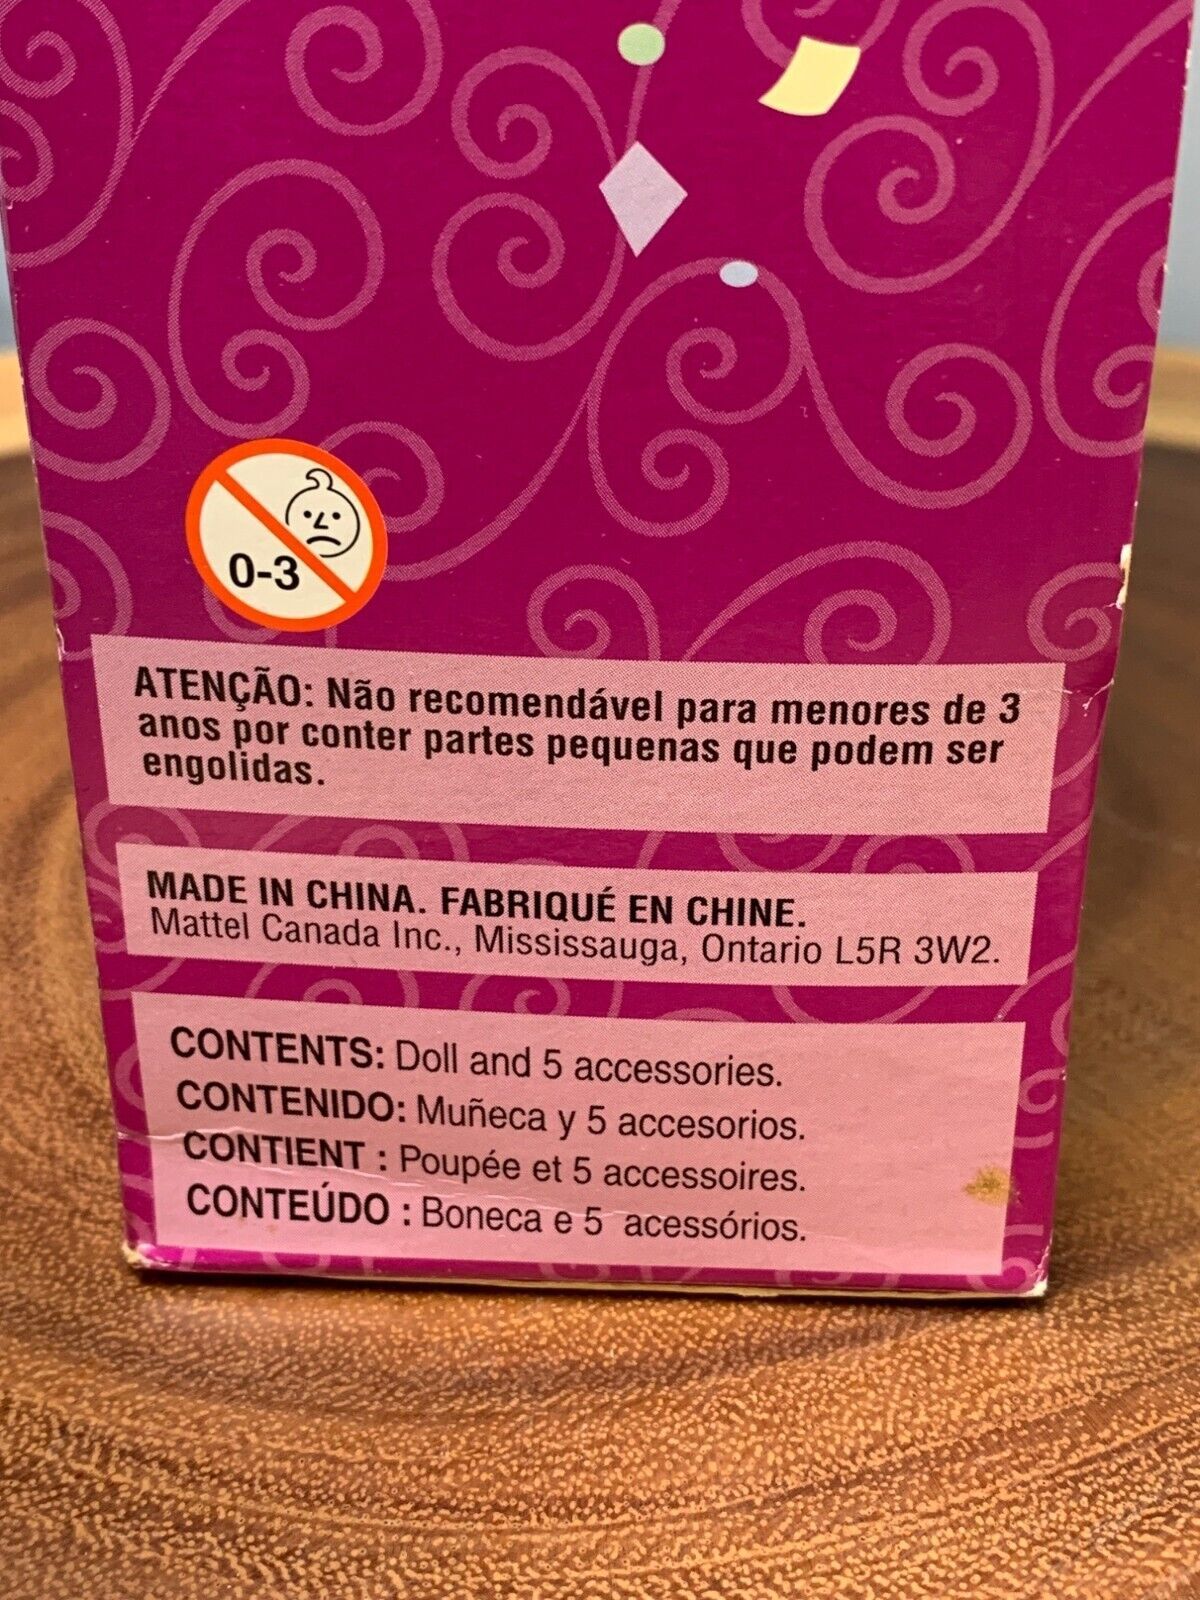 0-3
ATENÇÃO: Não recomendável para menores de 3
anos por conter partes pequenas que podem ser
engolidas.
MADE IN CHINA. FABRIQUÉ EN CHINE.
Mattel Canada Inc., Mississauga, Ontario L5R 3W2.
CONTENTS: Doll and 5 accessories.
CONTENIDO: Muñeca y 5 accesorios.
CONTIENT : Poupée et 5 accessoires.
CONTEÚDO : Boneca e 5 acessórios.